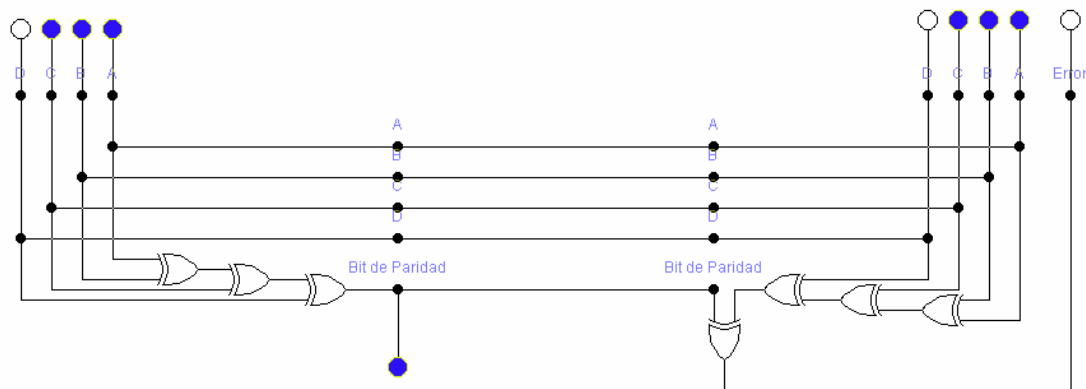 D C B A
D C B A Error
A A
B B
C C
D D
Bit de Paridad Bit de Paridad